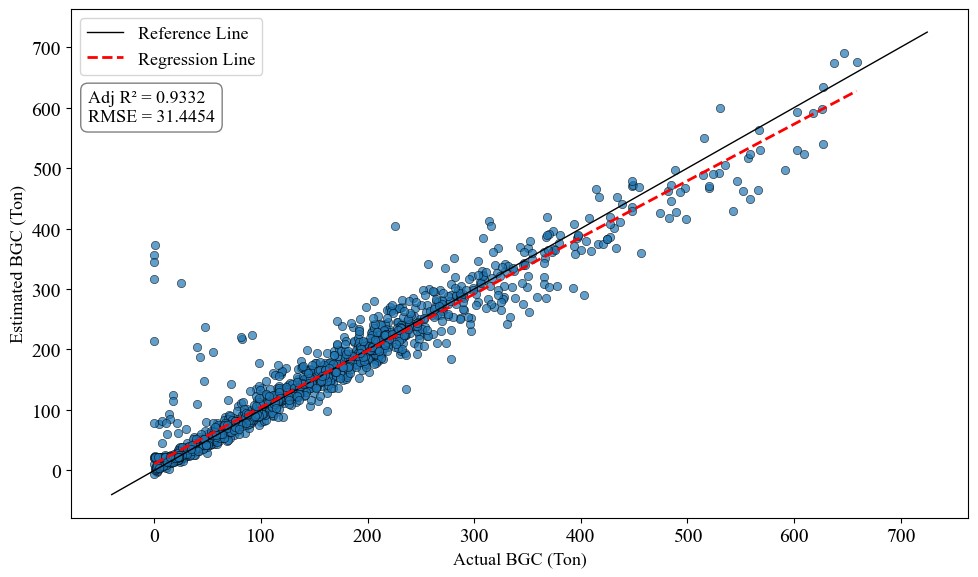 Reference Line
Regression Line
Adj R² = 0.9332
RMSE = 31.4454
Estimated BGC (Ton)
700
600
500
400
300
200
100
0
0 100 200 300 400 500 600 700
Actual BGC (Ton)